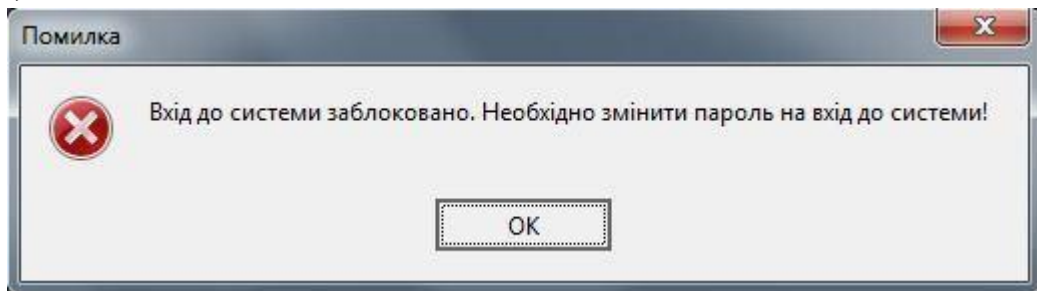 Помилка
Вхід до системи заблоковано. Необхідно змінити пароль на вхід до системи!
OK